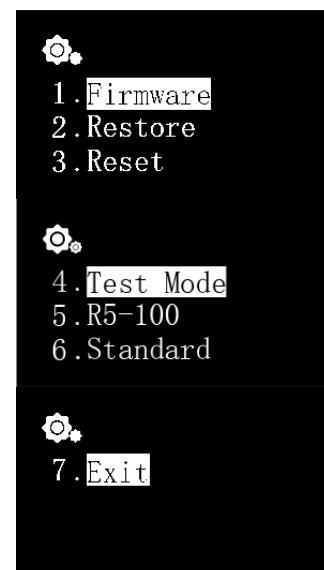 1.Firmware
2.Restore
3.Reset
4.Test Mode
5.R5-100
6.Standard
7.Exit